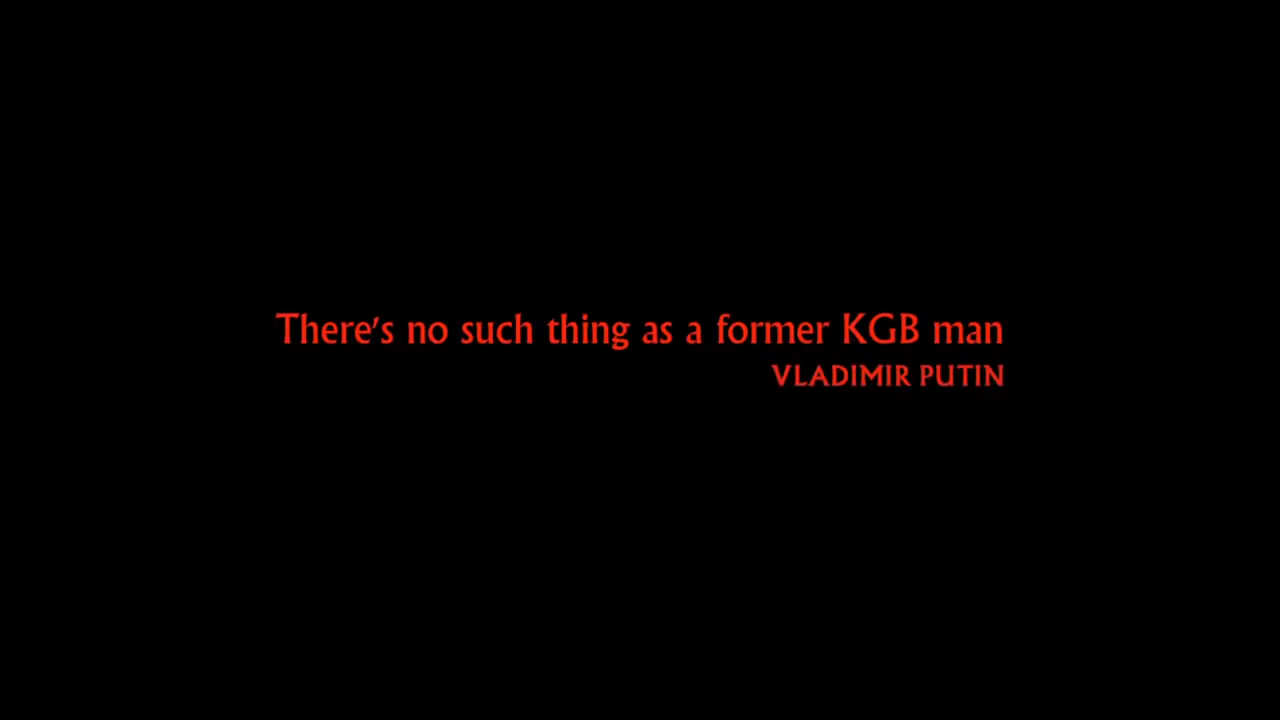 There's no such thing as a former KGB man
VLADIMIR PUTIN